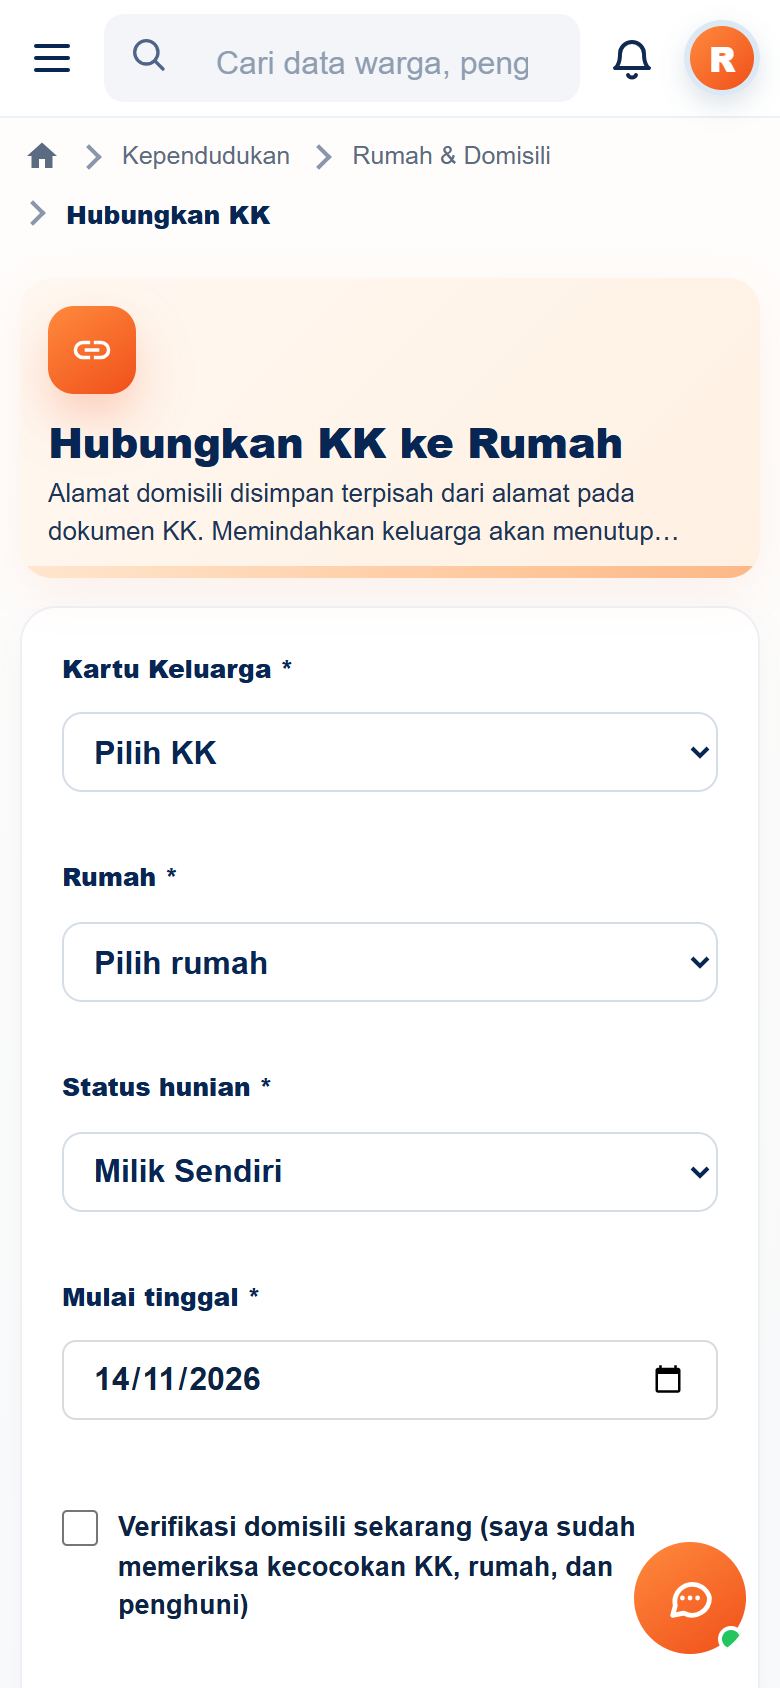 Cari data warga, peng
R
Kependudukan
Rumah & Domisili
Hubungkan KK
Hubungkan KK ke Rumah
Alamat domisili disimpan terpisah dari alamat pada
dokumen KK. Memindahkan keluarga akan menutup...
Kartu Keluarga *
Pilih KK
Rumah *
Pilih rumah
Status hunian *
Milik Sendiri
Mulai tinggal *
14/11/2026
Verifikasi domisili sekarang (saya sudah
memeriksa kecocokan KK, rumah, dan
penghuni)